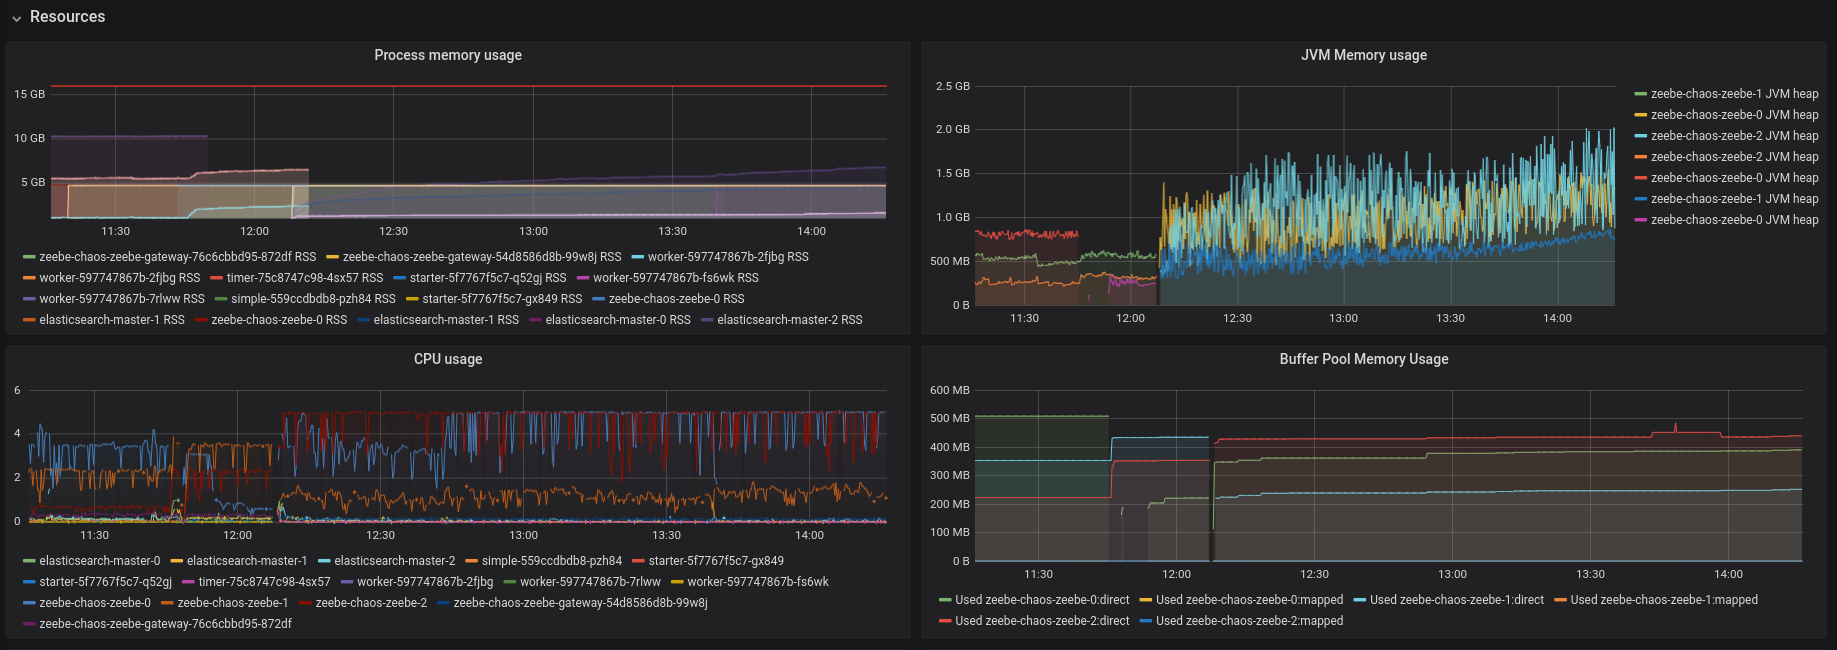 Resources
Process memory usage
15 GB
10 GB
5 GB
11:30 12:00 12:30 13:00 13:30 14:00
zeebe-chaos-zeebe-gateway-76c6cbbd95-872df RSS zeebe-chaos-zeebe-gateway-54d8586d8b-99w8j RSS worker-597747867b-2fjbg RSS
worker-597747867b-2fjbg RSS timer-75c8747c98-4sx57 RSS starter-5f7767f5c7-q52gj RSS worker-597747867b-fs6wk RSS
worker-597747867b-7rlww RSS simple-559ccdbdb8-pzh84 RSS starter-5f7767f5c7-gx849 RSS zeebe-chaos-zeebe-0 RSS
elasticsearch-master-1 RSS zeebe-chaos-zeebe-0 RSS elasticsearch-master-1 RSS elasticsearch-master-0 RSS elasticsearch-master-2 RSS
JVM Memory usage
2.5 GB
2.0 GB
1.5 GB
1.0 GB
500 MB
0 B
11:30 12:00 12:30 13:00 13:30 14:00
zeebe-chaos-zeebe-1 JVM heap
zeebe-chaos-zeebe-0 JVM heap
zeebe-chaos-zeebe-2 JVM heap
zeebe-chaos-zeebe-2 JVM heap
zeebe-chaos-zeebe-0 JVM heap
zeebe-chaos-zeebe-1 JVM heap
zeebe-chaos-zeebe-0 JVM heap
CPU usage
6
4
2
0
11:30 12:00 12:30 13:00 13:30 14:00
elasticsearch-master-0 elasticsearch-master-1 elasticsearch-master-2 simple-559ccdbdb8-pzh84 starter-5f7767f5c7-gx849
starter-5f7767f5c7-q52gj timer-75c8747c98-4sx57 worker-597747867b-2fjbg worker-597747867b-7rlww worker-597747867b-fs6wk
zeebe-chaos-zeebe-0 zeebe-chaos-zeebe-1 zeebe-chaos-zeebe-2 zeebe-chaos-zeebe-gateway-54d8586d8b-99w8j
zeebe-chaos-zeebe-gateway-76c6cbbd95-872df
Buffer Pool Memory Usage
600 MB
500 MB
400 MB
300 MB
200 MB
100 MB
0 B
11:30 12:00 12:30 13:00 13:30 14:00
Used zeebe-chaos-zeebe-0:direct Used zeebe-chaos-zeebe-0:mapped Used zeebe-chaos-zeebe-1:direct Used zeebe-chaos-zeebe-1:mapped
Used zeebe-chaos-zeebe-2:direct Used zeebe-chaos-zeebe-2:mapped